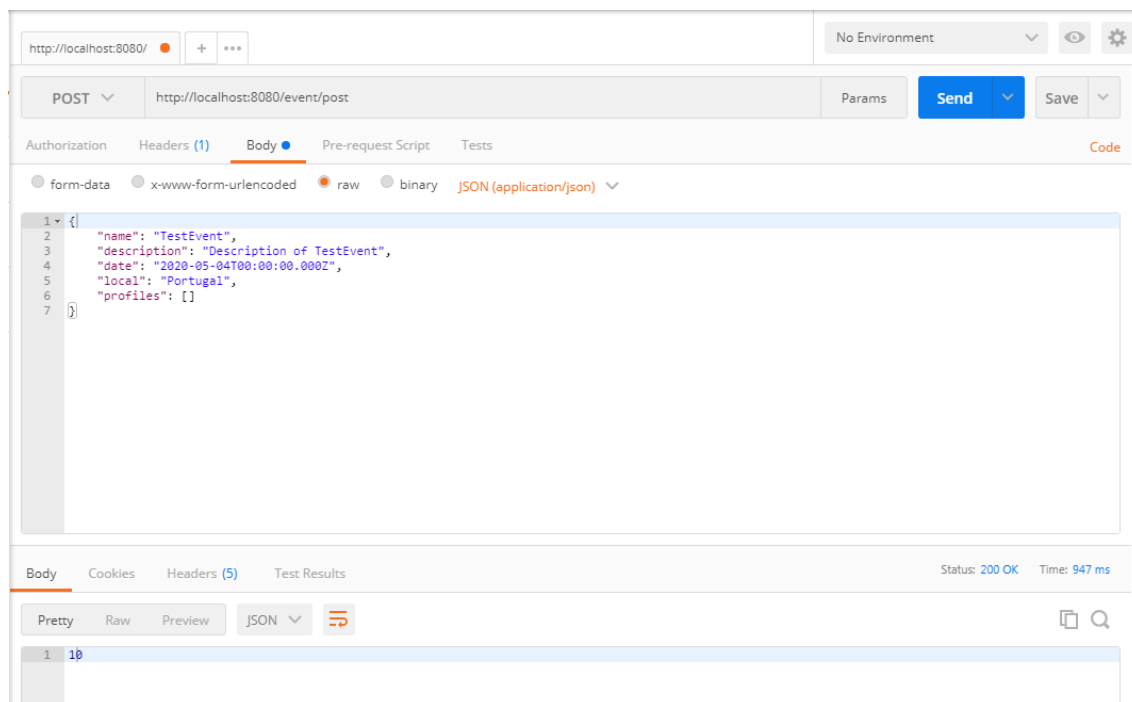 http://localhost:8080/ + ••• No Environment
POST http://localhost:8080/event/post Params Send Save
Authorization Headers (1) Body Pre-request Script Tests Code
form-data x-www-form-urlencoded raw binary JSON (application/json)
1 {
2 "name": "TestEvent",
3 "description": "Description of TestEvent",
4 "date": "2020-05-04T00:00:00.000Z",
5 "local": "Portugal",
6 "profiles": []
7 }
Body Cookies Headers (5) Test Results Status: 200 OK Time: 947 ms
Pretty Raw Preview JSON
1 10